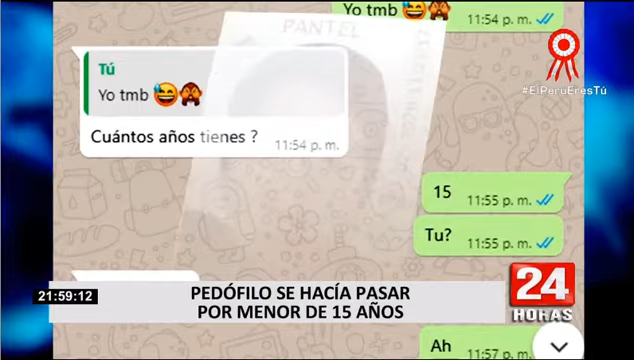 Yo tmb 😅🙈
11:54 p. m.
PANTEL
Tú
Yo tmb 😅🙈
Cuántos años tienes ?
11:54 p. m.
#ElPerúEresTú
15
11:55 p. m.
Tu?
11:55 p. m.
21:59:12
PEDÓFILO SE HACÍA PASAR
POR MENOR DE 15 AÑOS
24
HORAS
Ah
11:57 p. m.